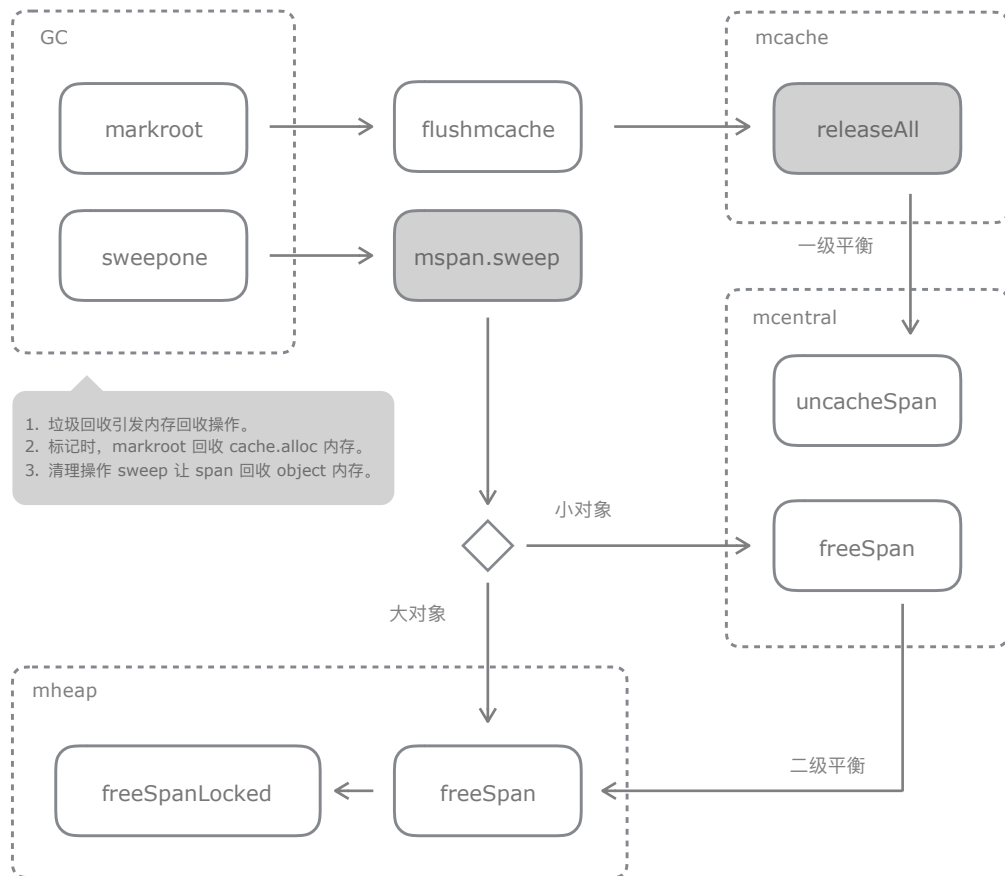 GC
mcache
markroot
flushmcache
releaseAll
sweepone
mspan.sweep
一级平衡
mcentral
uncacheSpan
1. 垃圾回收引发内存回收操作。
2. 标记时，markroot 回收 cache.alloc 内存。
3. 清理操作 sweep 让 span 回收 object 内存。
小对象
freeSpan
大对象
mheap
二级平衡
freeSpanLocked
freeSpan